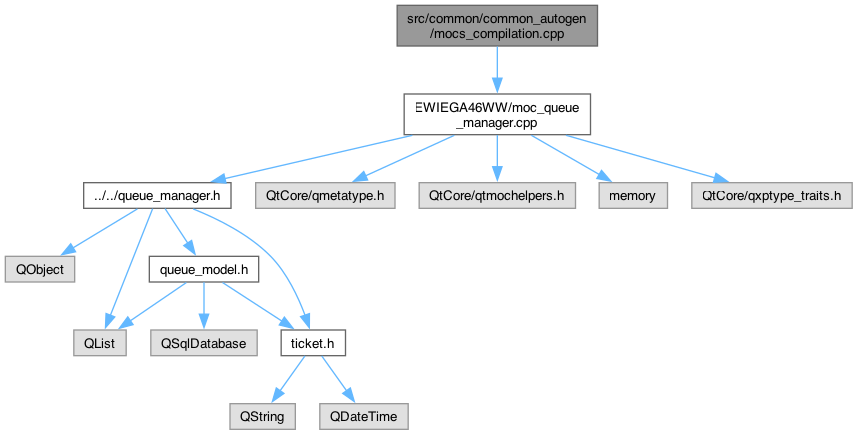 src/common/common_autogen
/mocs_compilation.cpp
EWIEGA46WW/moc_queue
_manager.cpp
../../queue_manager.h
QtCore/qmetatype.h
QtCore/qtmochelpers.h
memory
QtCore/qxptype_traits.h
QObject
queue_model.h
QList
QSqlDatabase
ticket.h
QString
QDateTime